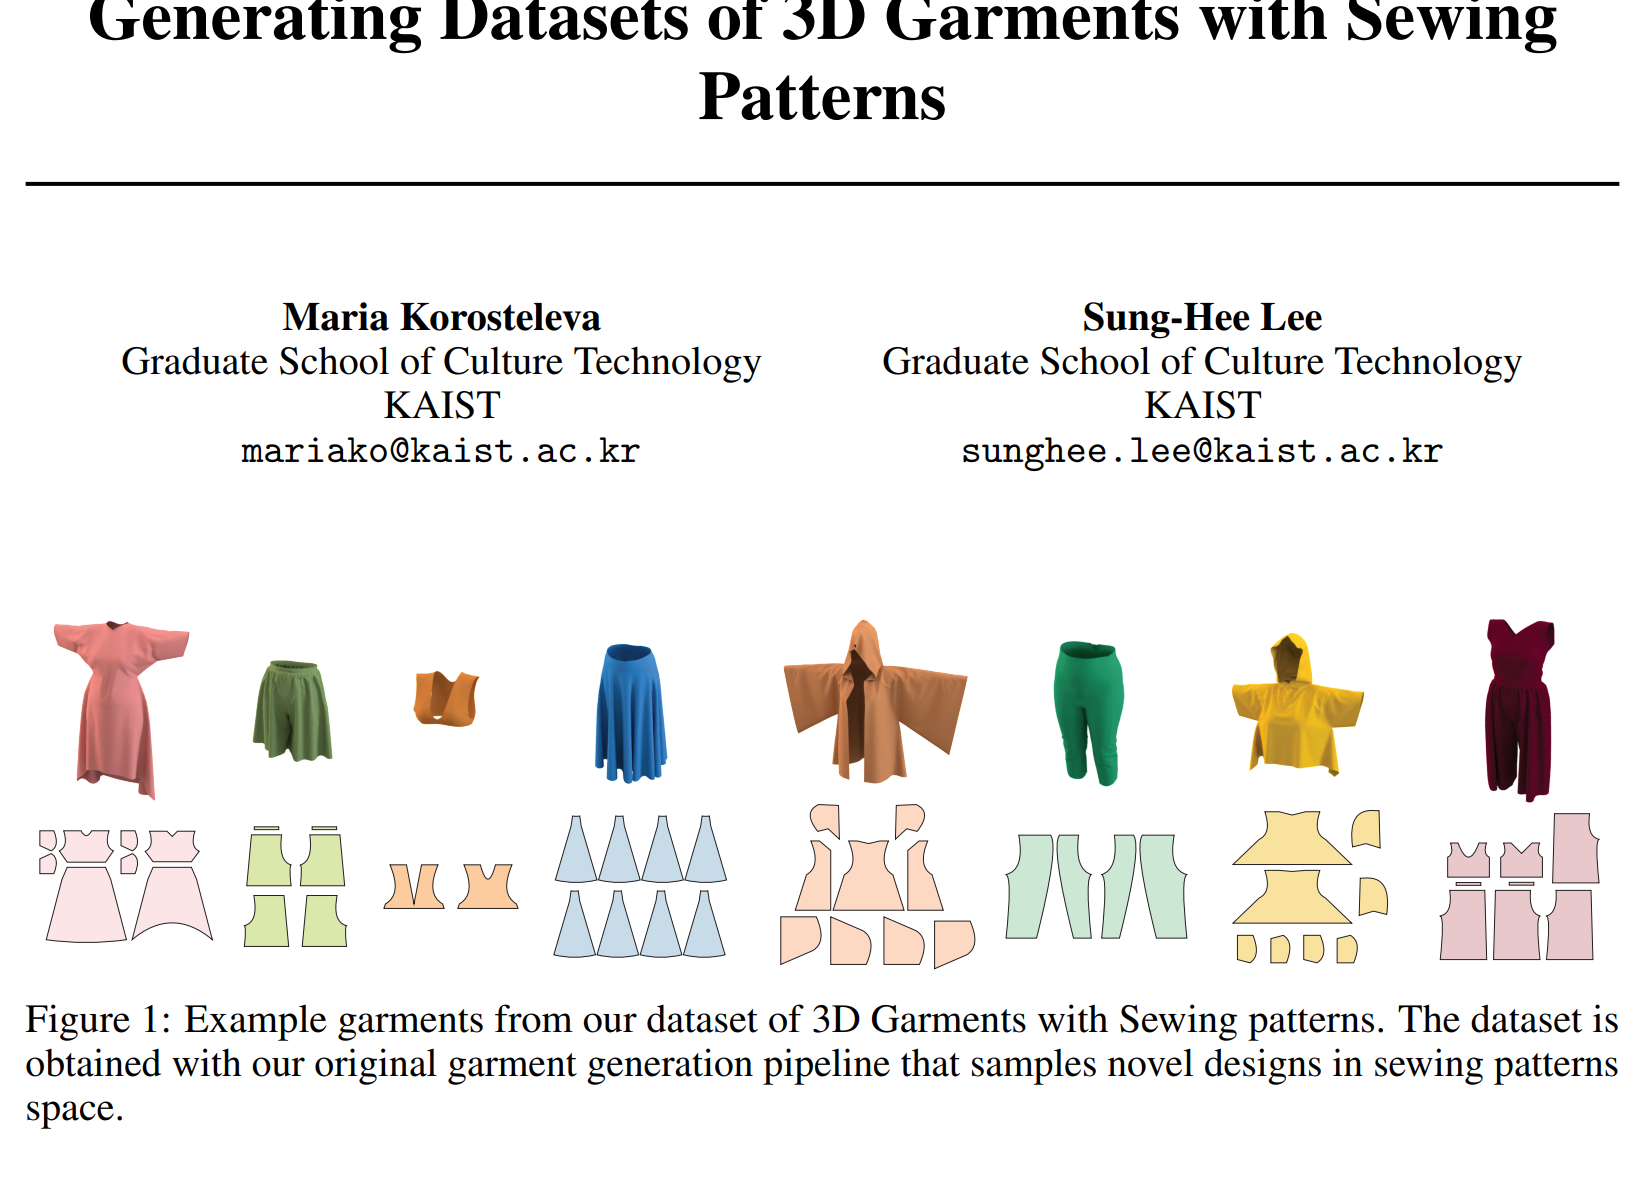 Generating Datasets of 3D Garments with Sewing
Patterns
Maria Korosteleva
Graduate School of Culture Technology
KAIST
mariako@kaist.ac.kr
Sung-Hee Lee
Graduate School of Culture Technology
KAIST
sunghee.lee@kaist.ac.kr
Figure 1: Example garments from our dataset of 3D Garments with Sewing patterns. The dataset is
obtained with our original garment generation pipeline that samples novel designs in sewing patterns
space.